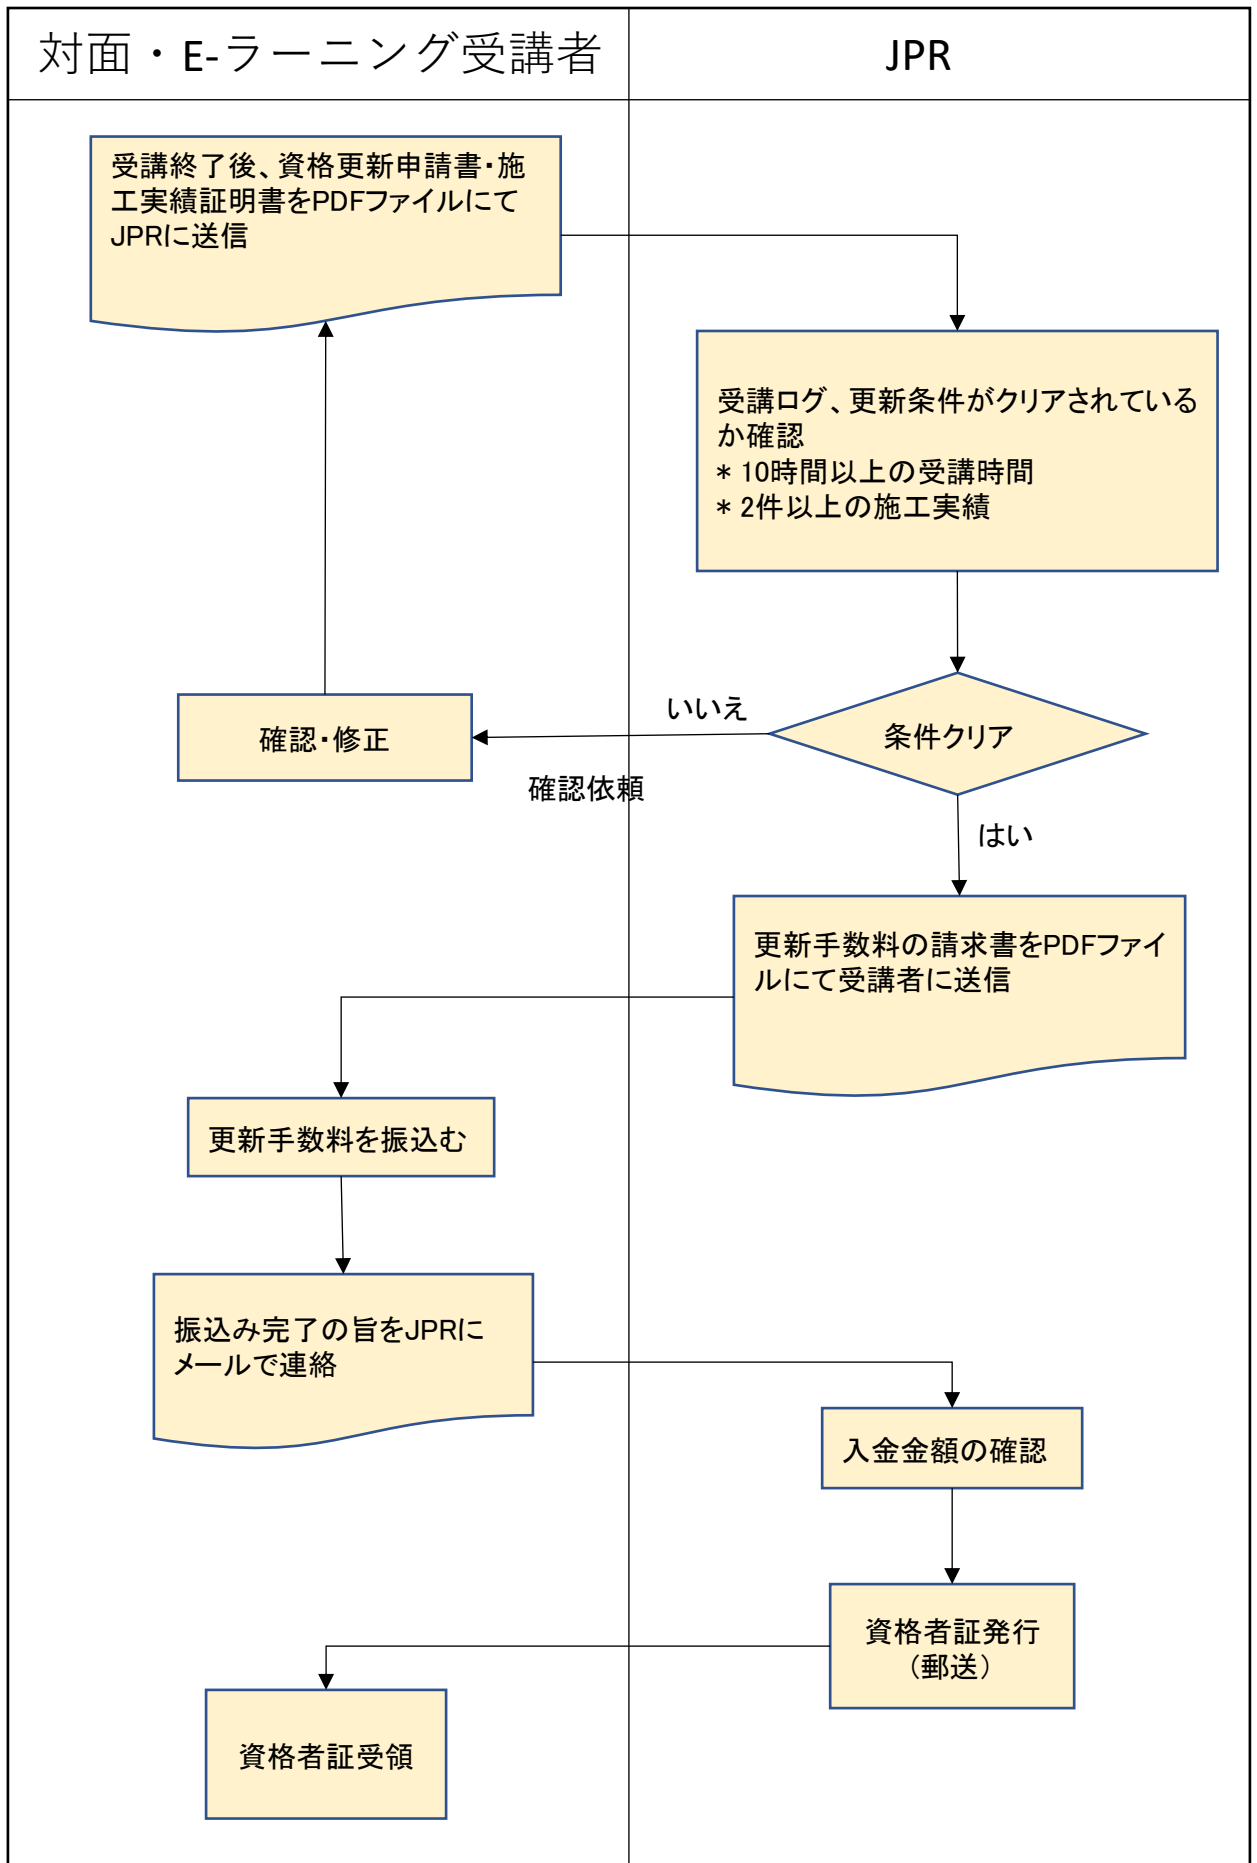 対面・E-ラーニング受講者
JPR
受講終了後、資格更新申請書・施
工実績証明書をPDFファイルにて
JPRに送信
受講ログ、更新条件がクリアされている
か確認
* 10時間以上の受講時間
* 2件以上の施工実績
条件クリア
いいえ
確認・修正
確認依頼
はい
更新手数料の請求書をPDFファイ
ルにて受講者に送信
更新手数料を振込む
振込み完了の旨をJPRに
メールで連絡
入金金額の確認
資格者証発行
(郵送)
資格者証受領